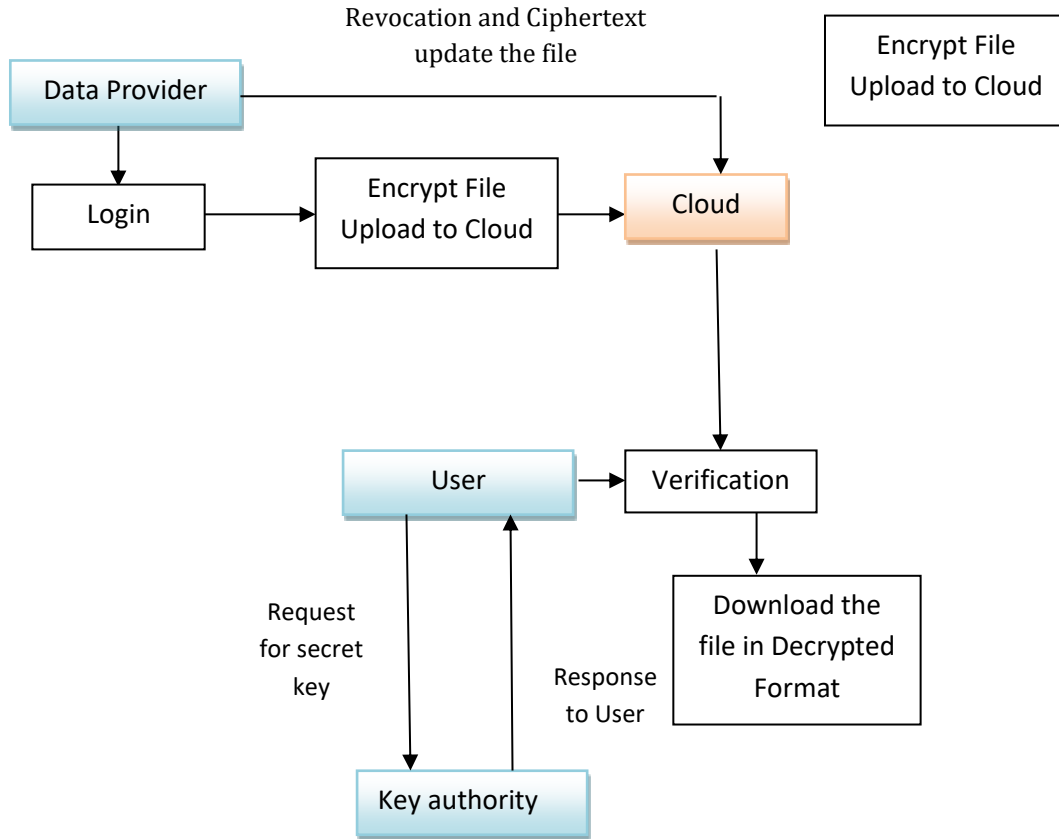 Revocation and Ciphertext
update the file
Encrypt File
Upload to Cloud
Data Provider
Login
Encrypt File
Upload to Cloud
Cloud
User
Verification
Request
for secret
key
Response
to User
Download the
file in Decrypted
Format
Key authority